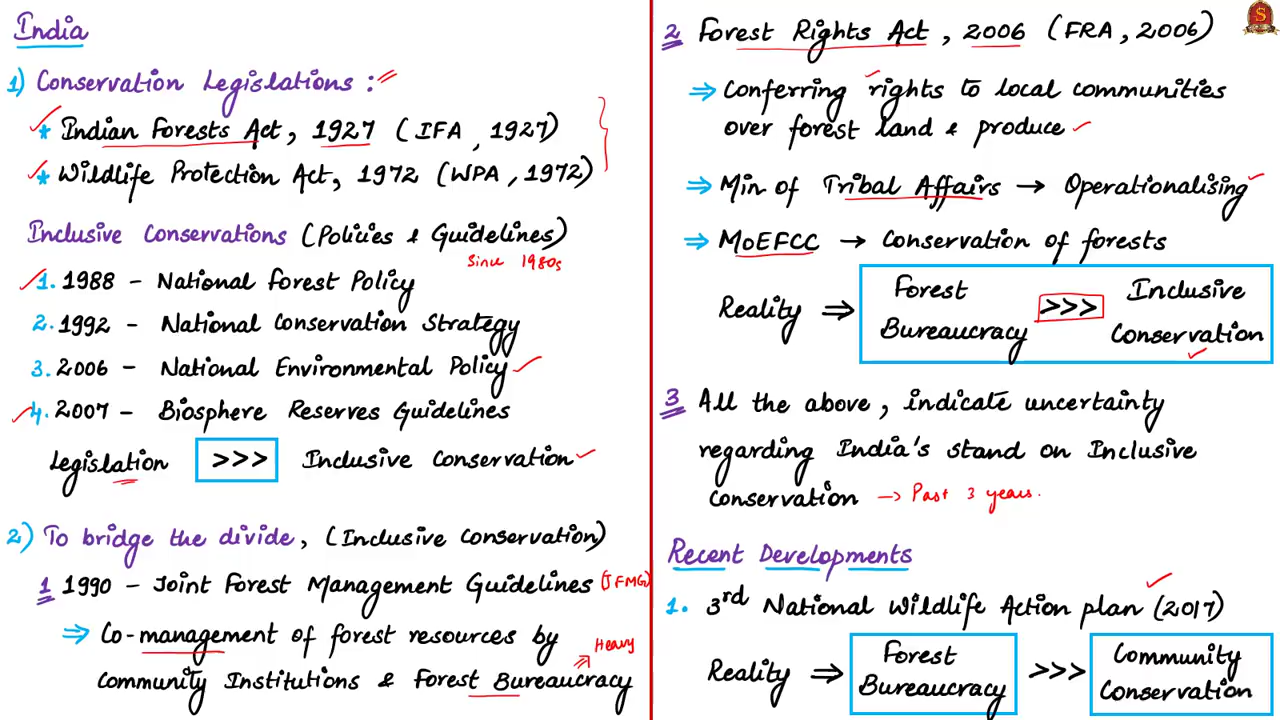 India
1) Conservation Legislations :
* Indian Forests Act, 1927 (IFA, 1927)
* Wildlife Protection Act, 1972 (WPA, 1972)
Inclusive Conservations (Policies & Guidelines)
Since 1980s
1. 1988 - National Forest Policy
2. 1992 - National Conservation Strategy
3. 2006 - National Environmental Policy
4. 2007 - Biosphere Reserves Guidelines
Legislation >>> Inclusive Conservation
2) To bridge the divide, (Inclusive Conservation)
1 1990 - Joint Forest Management Guidelines (JFMG)
⇒ Co-management of forest resources by
Heavy
Community Institutions & Forest Bureaucracy
2 Forest Rights Act, 2006 (FRA, 2006)
⇒ Conferring rights to local communities
over forest land & produce
⇒ Min of Tribal Affairs → Operationalising
⇒ MoEFCC → Conservation of forests
Reality ⇒ Forest Bureaucracy >>> Inclusive Conservation
3 All the above, indicate uncertainty
regarding India's stand on Inclusive
Conservation → Past 3 years.
Recent Developments
1. 3rd National Wildlife Action plan (2017)
Reality ⇒ Forest Bureaucracy >>> Community Conservation
S